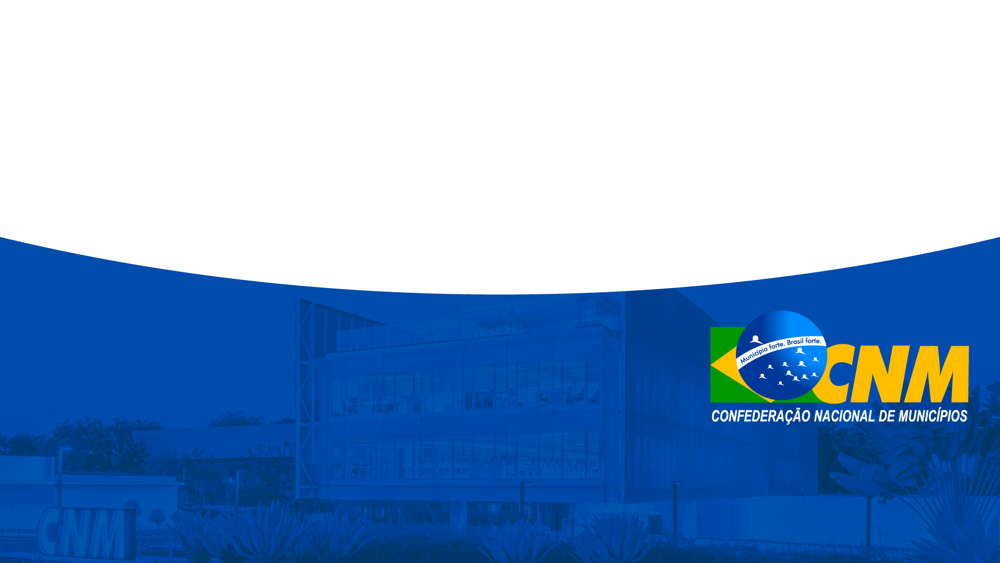 Município forte. Brasil forte.
CNM
CONFEDERAÇÃO NACIONAL DE MUNICÍPIOS
CNM